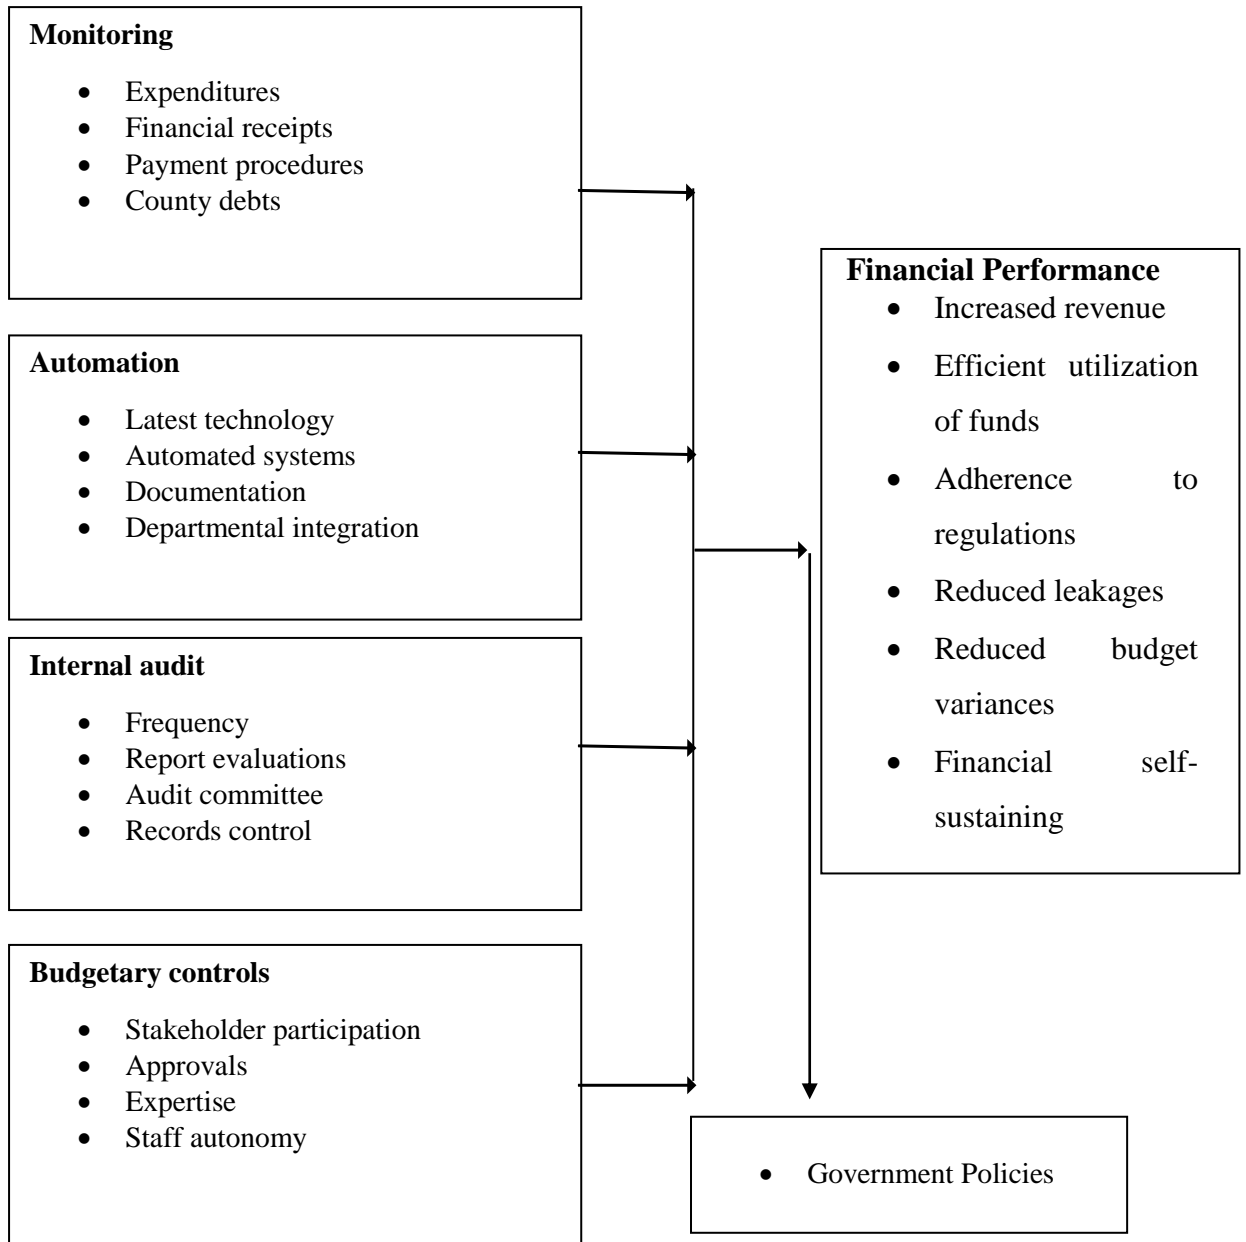 Monitoring
• Expenditures
• Financial receipts
• Payment procedures
• County debts
Automation
• Latest technology
• Automated systems
• Documentation
• Departmental integration
Internal audit
• Frequency
• Report evaluations
• Audit committee
• Records control
Budgetary controls
• Stakeholder participation
• Approvals
• Expertise
• Staff autonomy
Financial Performance
• Increased revenue
• Efficient utilization
of funds
• Adherence to
regulations
• Reduced leakages
• Reduced budget
variances
• Financial self-
sustaining
• Government Policies